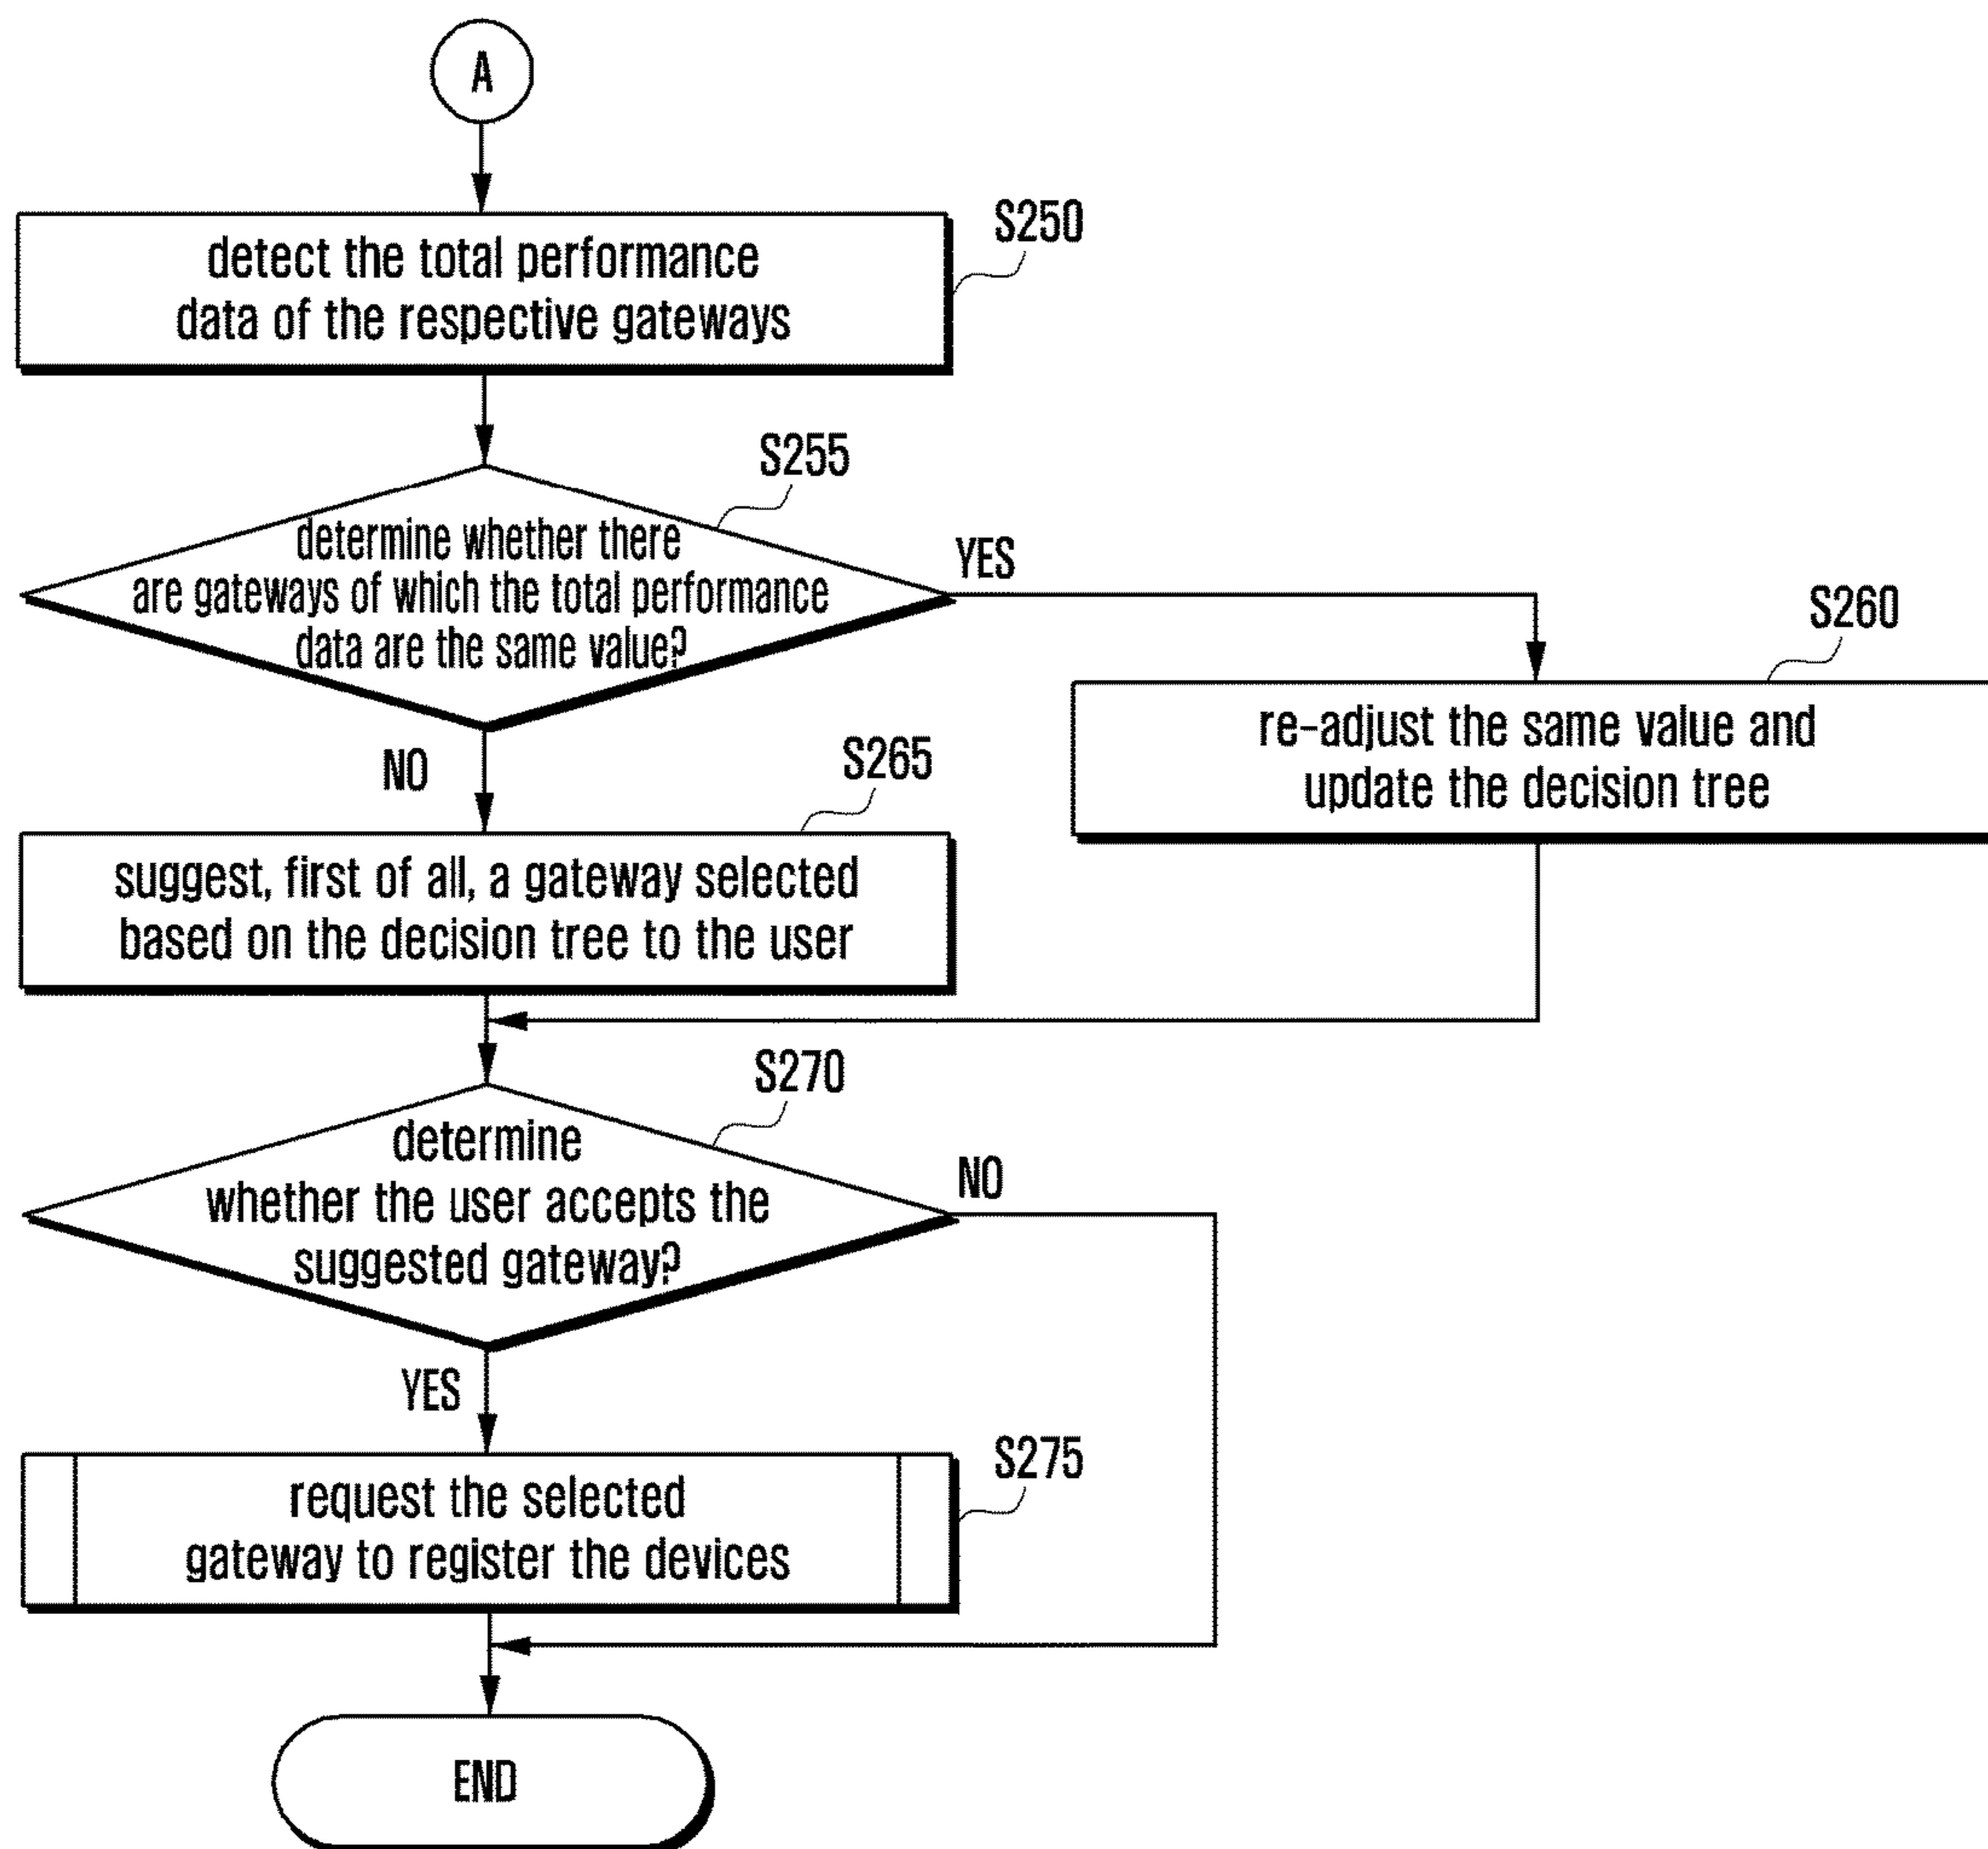 A
S250
detect the total performance
data of the respective gateways
S255
determine whether there
are gateways of which the total performance
data are the same value?
YES
S260
re-adjust the same value and
update the decision tree
NO
S265
suggest, first of all, a gateway selected
based on the decision tree to the user
S270
determine
whether the user accepts the
suggested gateway?
NO
YES
S275
request the selected
gateway to register the devices
END